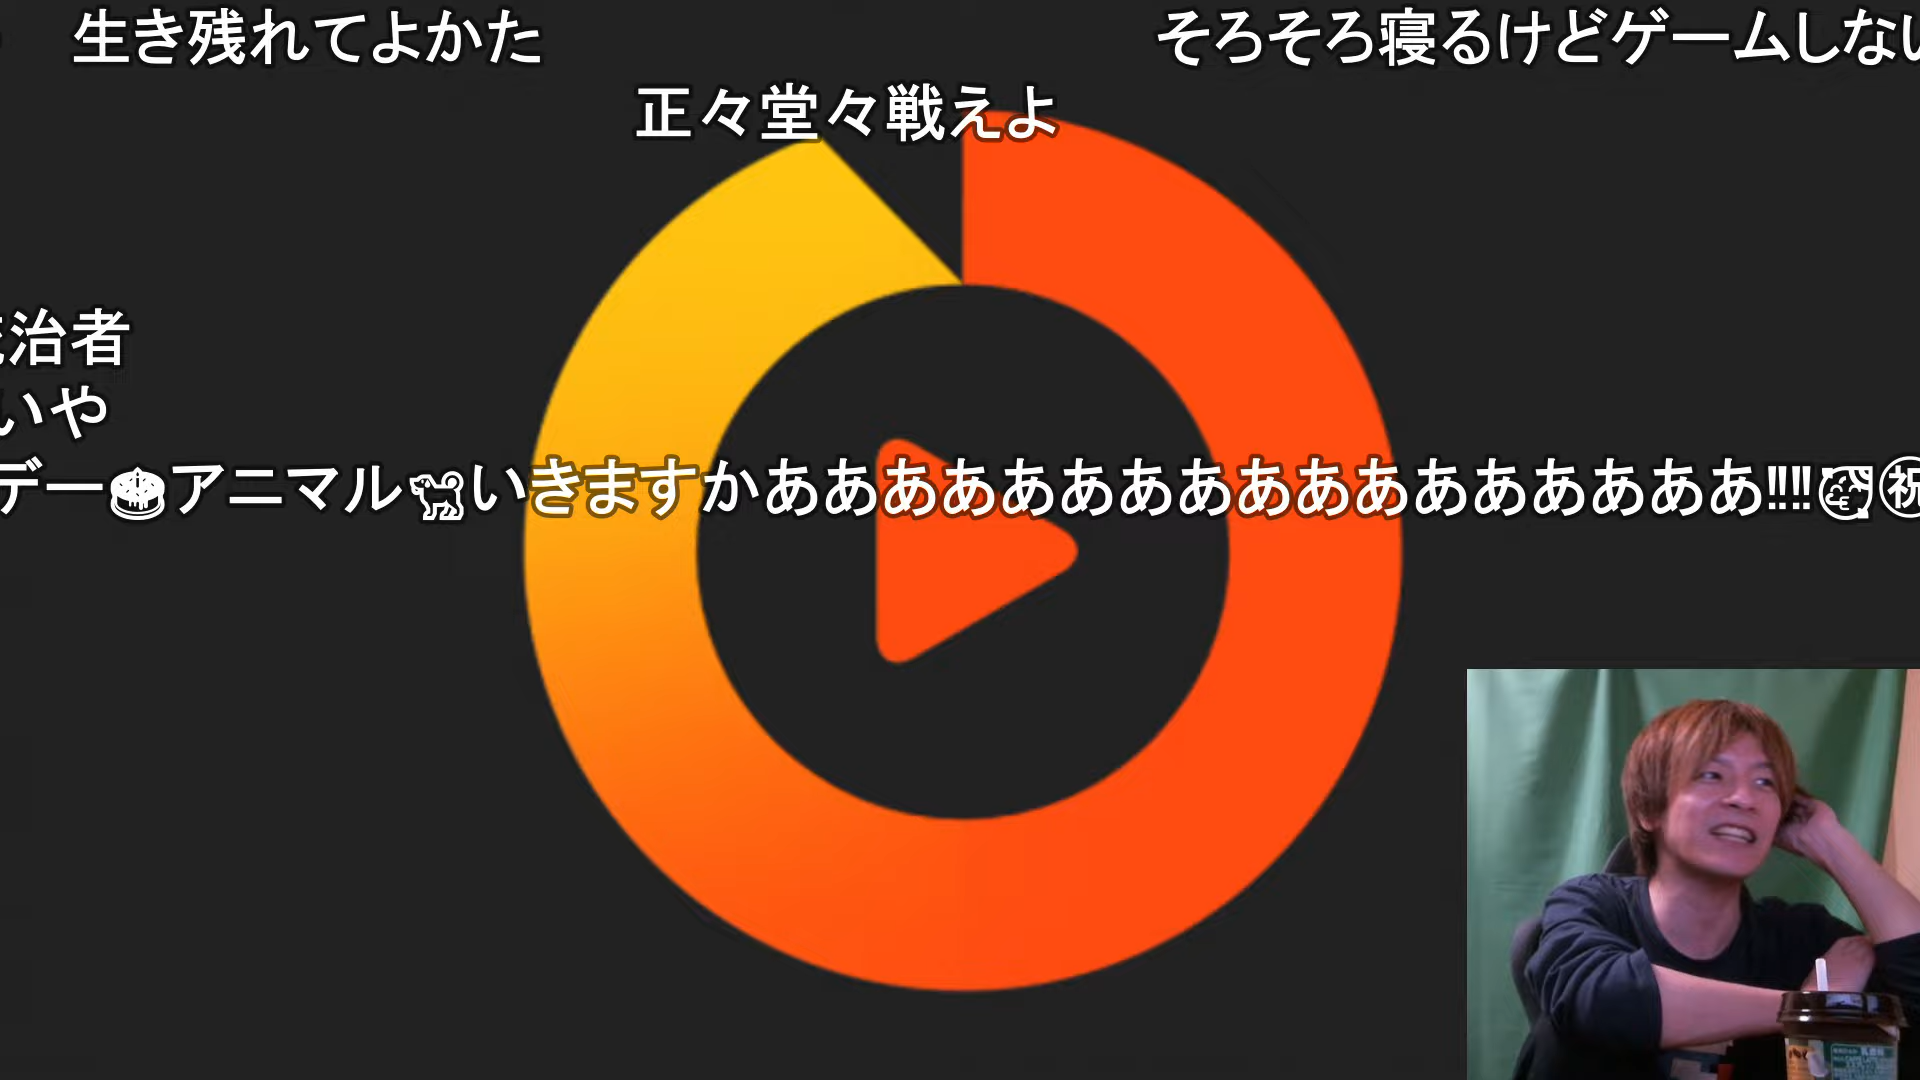 生き残れてよかた
そろそろ寝るけどゲームしない
正々堂々戦えよ
治者
いや
デー🎂アニマル🐕いきますかあああああああああああああああああ!!!!🥳㊗